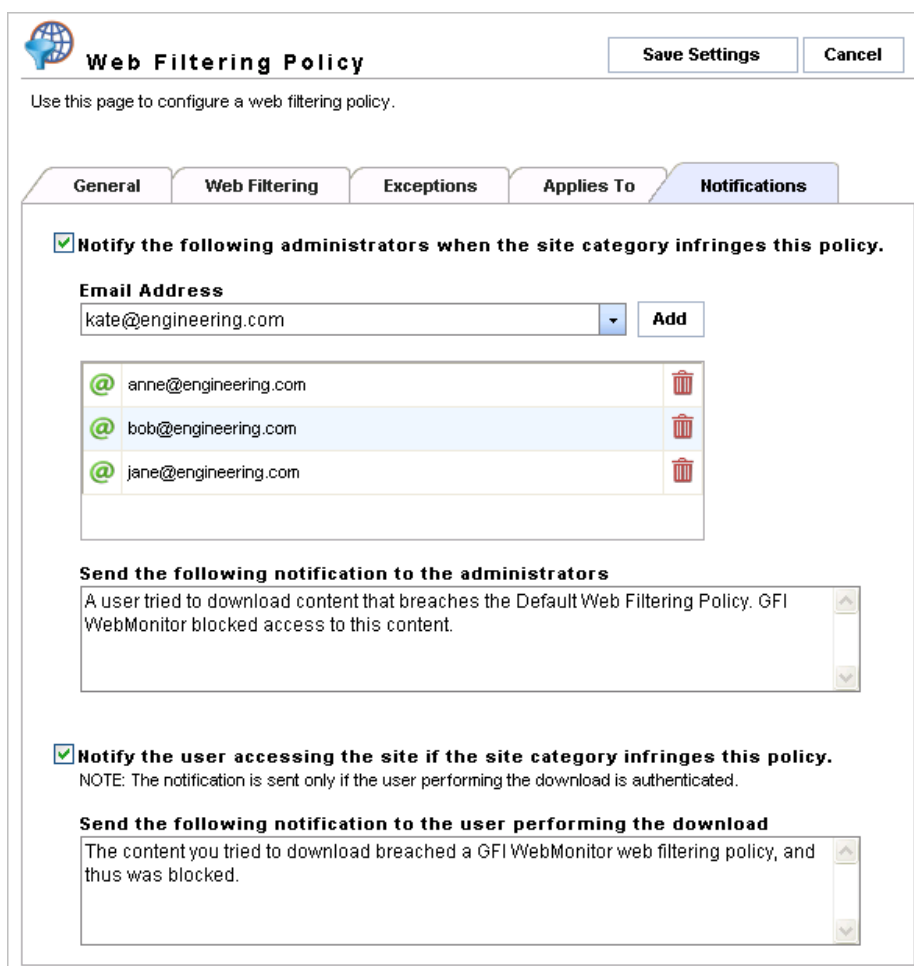 Web Filtering Policy
Save Settings
Cancel
Use this page to configure a web filtering policy.
General
Web Filtering
Exceptions
Applies To
Notifications
Notify the following administrators when the site category infringes this policy.
Email Address
kate@engineering.com
Add
@ anne@engineering.com
@ bob@engineering.com
@ jane@engineering.com
Send the following notification to the administrators
A user tried to download content that breaches the Default Web Filtering Policy. GFI
WebMonitor blocked access to this content.
Notify the user accessing the site if the site category infringes this policy.
NOTE: The notification is sent only if the user performing the download is authenticated.
Send the following notification to the user performing the download
The content you tried to download breached a GFI WebMonitor web filtering policy, and
thus was blocked.